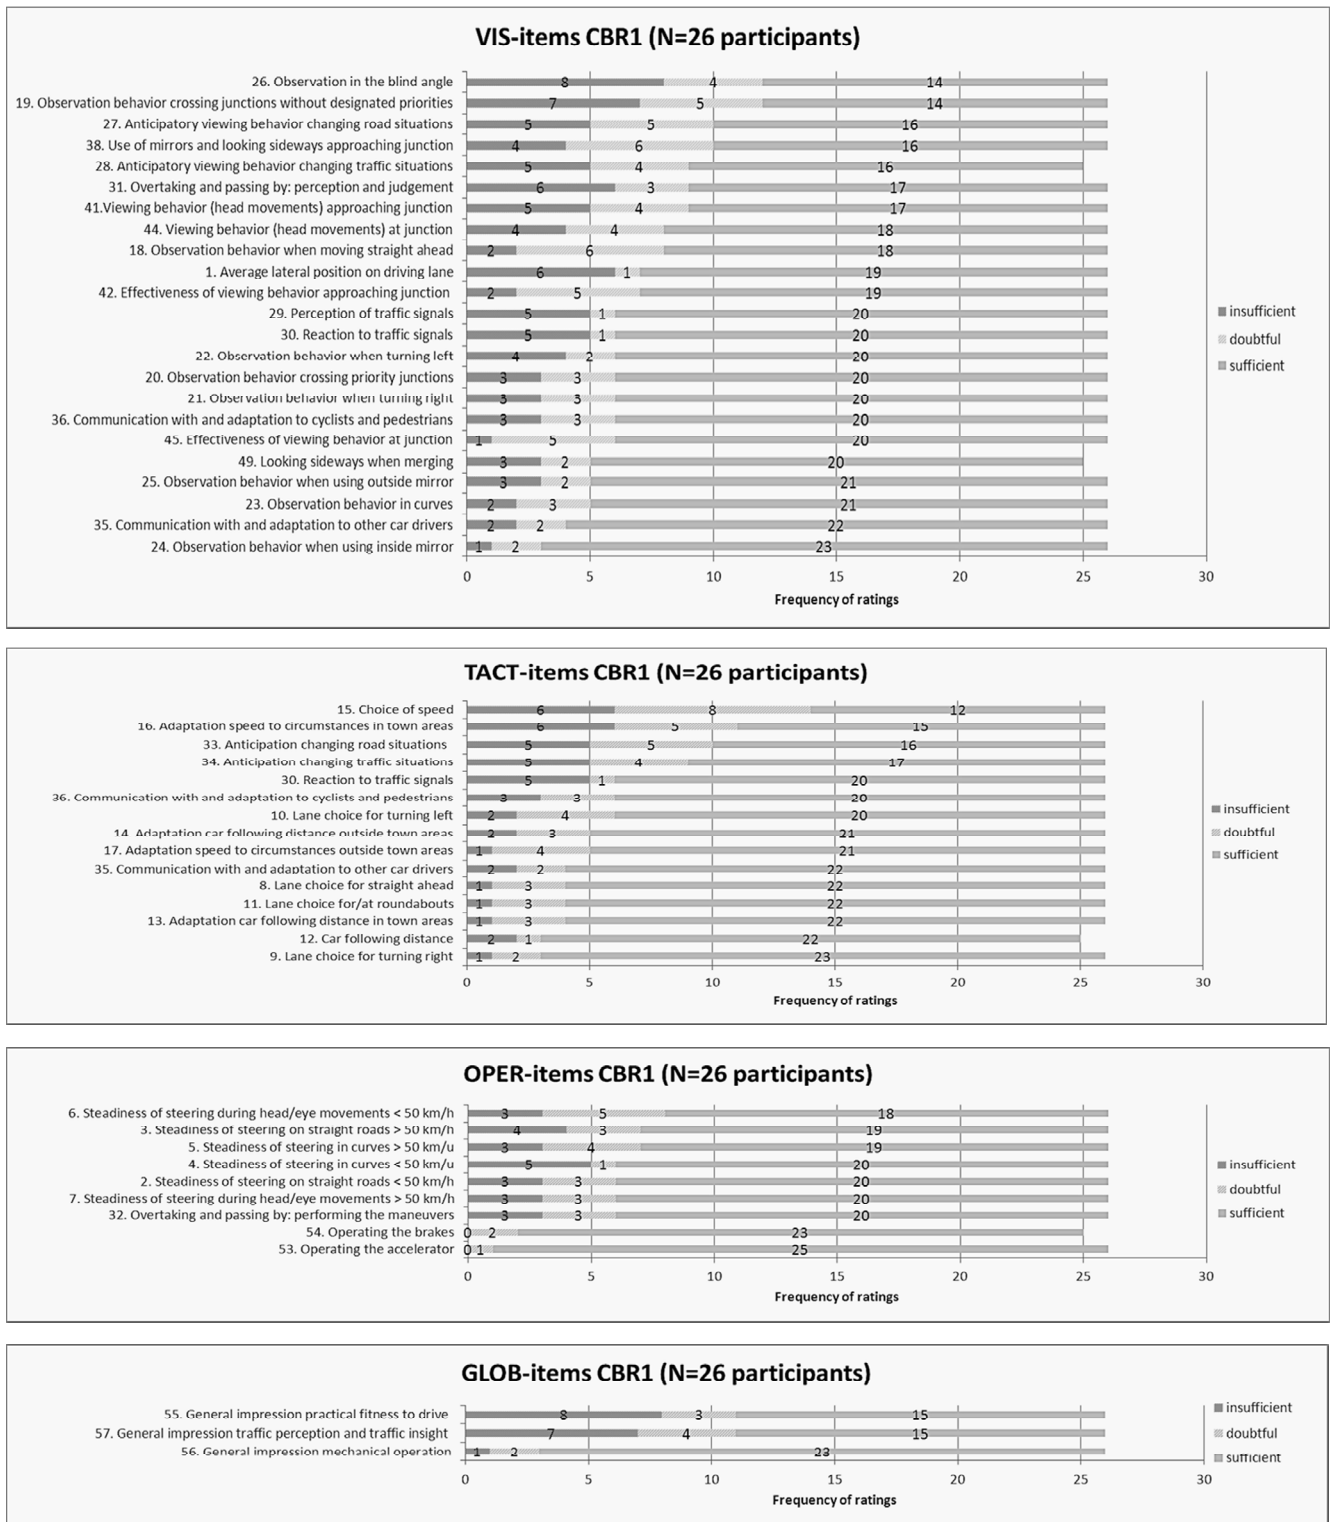 VIS-items CBR1 (N=26 participants)
26. Observation in the blind angle 8 4 14
19. Observation behavior crossing junctions without designated priorities 7 5 14
27. Anticipatory viewing behavior changing road situations 5 5 16
38. Use of mirrors and looking sideways approaching junction 4 6 16
28. Anticipatory viewing behavior changing traffic situations 5 4 16
31. Overtaking and passing by: perception and judgement 6 3 17
41.Viewing behavior (head movements) approaching junction 5 4 17
44. Viewing behavior (head movements) at junction 4 4 18
18. Observation behavior when moving straight ahead 2 6 18
1. Average lateral position on driving lane 6 1 19
42. Effectiveness of viewing behavior approaching junction 2 5 19
29. Perception of traffic signals 5 1 20
30. Reaction to traffic signals 5 1 20
22. Observation behavior when turning left 4 2 20
20. Observation behavior crossing priority junctions 3 3 20
21. Observation behavior when turning right 3 3 20
36. Communication with and adaptation to cyclists and pedestrians 3 3 20
45. Effectiveness of viewing behavior at junction 1 5 20
49. Looking sideways when merging 3 2 20
25. Observation behavior when using outside mirror 3 2 21
23. Observation behavior in curves 2 3 21
35. Communication with and adaptation to other car drivers 2 2 22
24. Observation behavior when using inside mirror 1 2 23
0 5 10 15 20 25 30
Frequency of ratings
insufficient
doubtful
sufficient
TACT-items CBR1 (N=26 participants)
15. Choice of speed 6 8 12
16. Adaptation speed to circumstances in town areas 6 5 15
33. Anticipation changing road situations 5 5 16
34. Anticipation changing traffic situations 5 4 17
30. Reaction to traffic signals 5 1 20
36. Communication with and adaptation to cyclists and pedestrians 3 3 20
10. Lane choice for turning left 2 4 20
14. Adaptation car following distance outside town areas 2 3 21
17. Adaptation speed to circumstances outside town areas 1 4 21
35. Communication with and adaptation to other car drivers 2 2 22
8. Lane choice for straight ahead 1 3 22
11. Lane choice for/at roundabouts 1 3 22
13. Adaptation car following distance in town areas 1 3 22
12. Car following distance 2 1 22
9. Lane choice for turning right 1 2 23
0 5 10 15 20 25 30
Frequency of ratings
insufficient
doubtful
sufficient
OPER-items CBR1 (N=26 participants)
6. Steadiness of steering during head/eye movements < 50 km/h 3 5 18
3. Steadiness of steering on straight roads > 50 km/h 4 3 19
5. Steadiness of steering in curves > 50 km/u 3 4 19
4. Steadiness of steering in curves < 50 km/u 5 1 20
2. Steadiness of steering on straight roads < 50 km/h 3 3 20
7. Steadiness of steering during head/eye movements > 50 km/h 3 3 20
32. Overtaking and passing by: performing the maneuvers 3 3 20
54. Operating the brakes 0 2 23
53. Operating the accelerator 0 1 25
0 5 10 15 20 25 30
Frequency of ratings
insufficient
doubtful
sufficient
GLOB-items CBR1 (N=26 participants)
55. General impression practical fitness to drive 8 3 15
57. General impression traffic perception and traffic insight 7 4 15
56. General impression mechanical operation 1 2 23
0 5 10 15 20 25 30
Frequency of ratings
insufficient
doubtful
sufficient